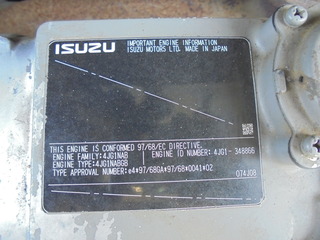 ISUZU
IMPORTANT ENGINE INFORMATION
ISUZU MOTORS LTD. MADE IN JAPAN
THIS ENGINE IS CONFORMED 97/68/EC DIRECTIVE.
ENGINE FAMILY:4JG1NAB
ENGINE ID NUMBER:4JG1-348866
ENGINE TYPE:4JG1NABGB
TYPE APPROVAL NUMBER:e4*97/68GA*97/68*0041*02
074J08